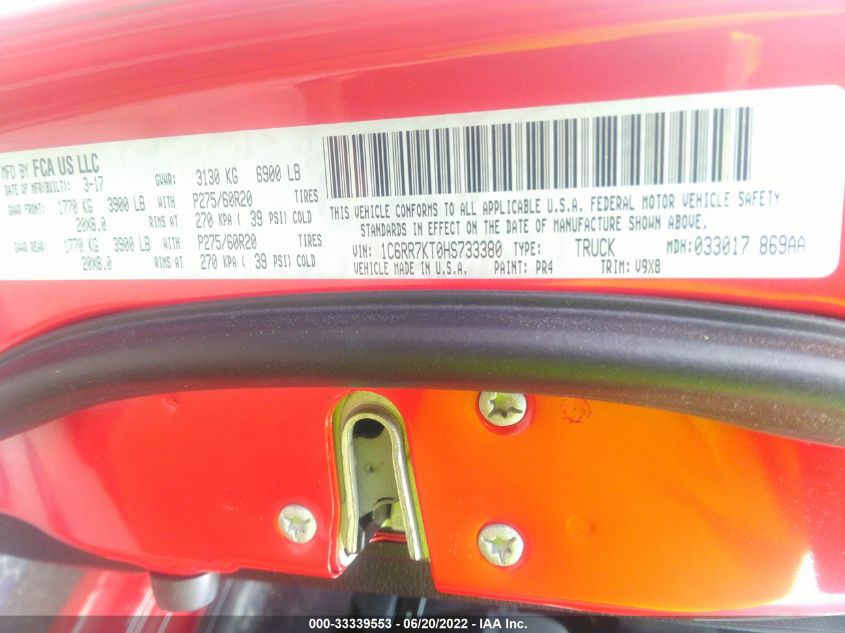 MFD BY FCA US LLC
DATE OF MFR(BUILT): 3-17 GVWR: 3130 KG 6900 LB
GAWR FRONT: 1770 KG 3900 LB WITH P275/60R20 TIRES
20X8.0 RIMS AT 270 KPA ( 39 PSI) COLD
GAWR REAR: 1770 KG 3900 LB WITH P275/60R20 TIRES
20X8.0 RIMS AT 270 KPA ( 39 PSI) COLD
THIS VEHICLE CONFORMS TO ALL APPLICABLE U.S.A. FEDERAL MOTOR VEHICLE SAFETY
STANDARDS IN EFFECT ON THE DATE OF MANUFACTURE SHOWN ABOVE.
VIN: 1C6RR7KT0HS733380 TYPE: TRUCK MDH: 033017 869AA
VEHICLE MADE IN U.S.A. PAINT: PR4 TRIM: V9X8
000-33339553 — 06/20/2022 — © IAA Inc.